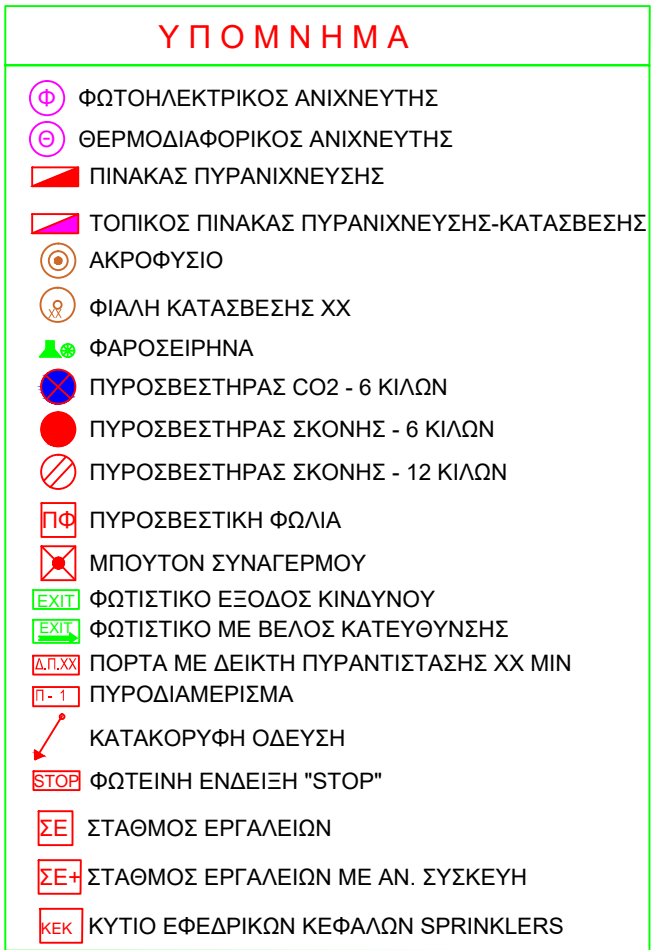 ΥΠΟΜΝΗΜΑ
Φ ΦΩΤΟΗΛΕΚΤΡΙΚΟΣ ΑΝΙΧΝΕΥΤΗΣ
Θ ΘΕΡΜΟΔΙΑΦΟΡΙΚΟΣ ΑΝΙΧΝΕΥΤΗΣ
ΠΙΝΑΚΑΣ ΠΥΡΑΝΙΧΝΕΥΣΗΣ
ΤΟΠΙΚΟΣ ΠΙΝΑΚΑΣ ΠΥΡΑΝΙΧΝΕΥΣΗΣ-ΚΑΤΑΣΒΕΣΗΣ
ΑΚΡΟΦΥΣΙΟ
XX ΦΙΑΛΗ ΚΑΤΑΣΒΕΣΗΣ ΧΧ
ΦΑΡΟΣΕΙΡΗΝΑ
ΠΥΡΟΣΒΕΣΤΗΡΑΣ CO2 - 6 ΚΙΛΩΝ
ΠΥΡΟΣΒΕΣΤΗΡΑΣ ΣΚΟΝΗΣ - 6 ΚΙΛΩΝ
ΠΥΡΟΣΒΕΣΤΗΡΑΣ ΣΚΟΝΗΣ - 12 ΚΙΛΩΝ
ΠΦ ΠΥΡΟΣΒΕΣΤΙΚΗ ΦΩΛΙΑ
ΜΠΟΥΤΟΝ ΣΥΝΑΓΕΡΜΟΥ
EXIT ΦΩΤΙΣΤΙΚΟ ΕΞΟΔΟΣ ΚΙΝΔΥΝΟΥ
EXIT ΦΩΤΙΣΤΙΚΟ ΜΕ ΒΕΛΟΣ ΚΑΤΕΥΘΥΝΣΗΣ
Δ.Π.ΧΧ ΠΟΡΤΑ ΜΕ ΔΕΙΚΤΗ ΠΥΡΑΝΤΙΣΤΑΣΗΣ ΧΧ ΜΙΝ
Π - 1 ΠΥΡΟΔΙΑΜΕΡΙΣΜΑ
ΚΑΤΑΚΟΡΥΦΗ ΟΔΕΥΣΗ
STOP ΦΩΤΕΙΝΗ ΕΝΔΕΙΞΗ "STOP"
ΣΕ ΣΤΑΘΜΟΣ ΕΡΓΑΛΕΙΩΝ
ΣΕ+ ΣΤΑΘΜΟΣ ΕΡΓΑΛΕΙΩΝ ΜΕ ΑΝ. ΣΥΣΚΕΥΗ
ΚΕΚ ΚΥΤΙΟ ΕΦΕΔΡΙΚΩΝ ΚΕΦΑΛΩΝ SPRINKLERS